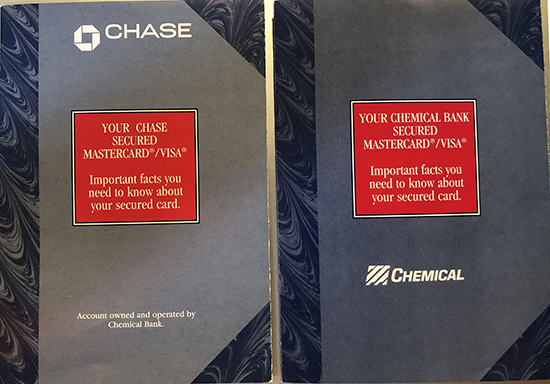 CHASE
YOUR CHASE
SECURED
MASTERCARD®/VISA®
Important facts you
need to know about
your secured card.
Account owned and operated by
Chemical Bank.
YOUR CHEMICAL BANK
SECURED
MASTERCARD®/VISA®
Important facts you
need to know about
your secured card.
CHEMICAL